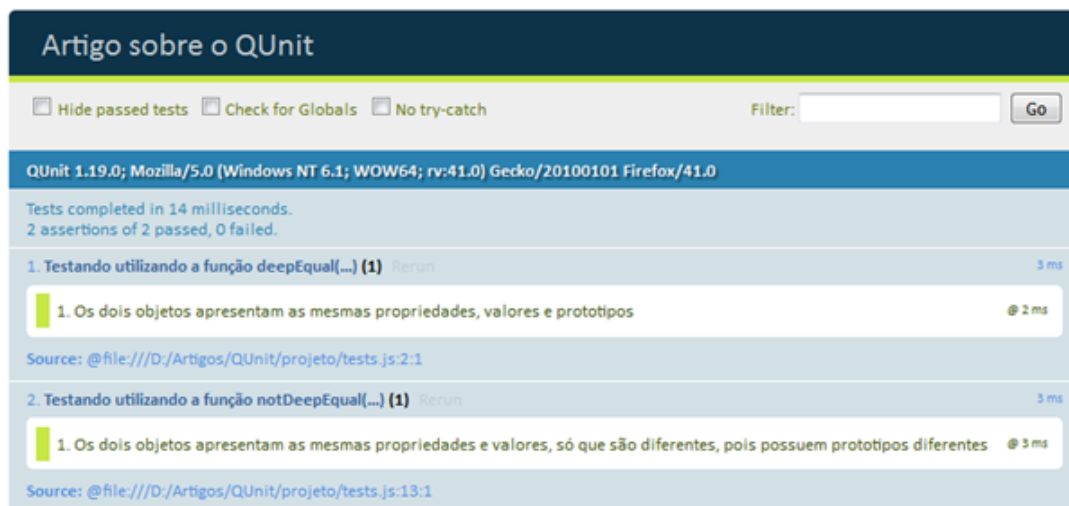 Artigo sobre o QUnit
Hide passed tests Check for Globals No try-catch Filter: Go
QUnit 1.19.0; Mozilla/5.0 (Windows NT 6.1; WOW64; rv:41.0) Gecko/20100101 Firefox/41.0
Tests completed in 14 milliseconds.
2 assertions of 2 passed, 0 failed.
1. Testando utilizando a função deepEqual(...) (1) Rerun 3 ms
1. Os dois objetos apresentam as mesmas propriedades, valores e prototipos @ 2 ms
Source: @file:///D:/Artigos/QUnit/projeto/tests.js:2:1
2. Testando utilizando a função notDeepEqual(...) (1) Rerun 3 ms
1. Os dois objetos apresentam as mesmas propriedades e valores, só que são diferentes, pois possuem prototipos diferentes @ 3 ms
Source: @file:///D:/Artigos/QUnit/projeto/tests.js:13:1